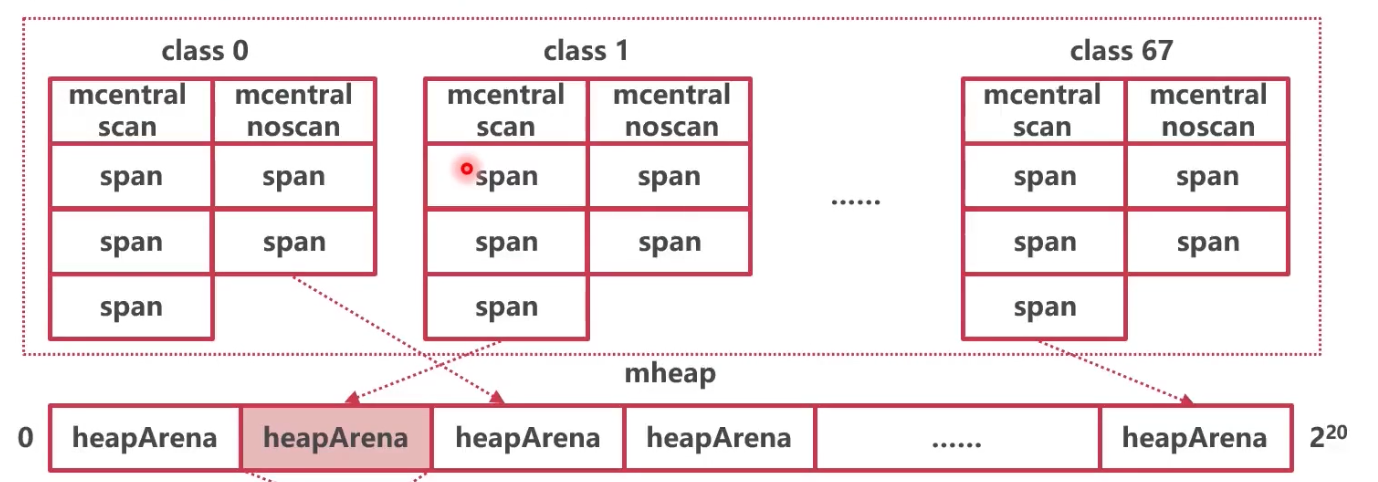 class 0
class 1
class 67
mcentral scan
mcentral noscan
mcentral scan
mcentral noscan
mcentral scan
mcentral noscan
span
span
span
span
......
span
span
span
span
span
span
span
span
span
span
span
mheap
0
heapArena
heapArena
heapArena
heapArena
......
heapArena
2²⁰